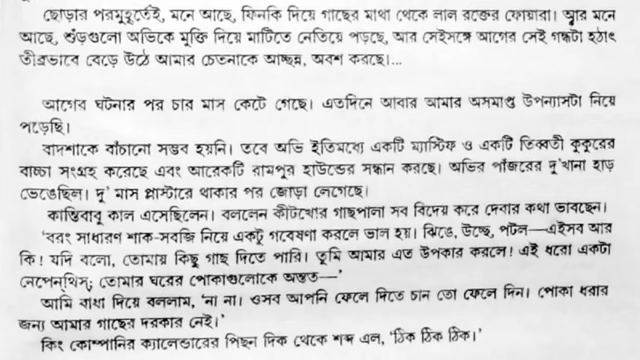 ছোড়ার পরমুহূর্তেই, মনে আছে, ফিনকি দিয়ে গাছের মাথা থেকে লাল রক্তের ফোয়ারা। আর মনে
আছে, শুঁড়গুলো অভিকে মুক্তি দিয়ে মাটিতে নেতিয়ে পড়ছে, আর সেইসঙ্গে আগের সেই গন্ধটা হঠাৎ
তীব্রভাবে বেড়ে উঠে আমার চেতনাকে আচ্ছন্ন, অবশ করছে।...
আগের ঘটনার পর চার মাস কেটে গেছে। এতদিনে আবার আমার অসমাপ্ত উপন্যাসটা নিয়ে
পড়েছি।
বাদশাকে বাঁচানো সম্ভব হয়নি। তবে অভি ইতিমধ্যে একটি ম্যাস্টিফ ও একটি তিব্বতী কুকুরের
বাচ্চা সংগ্রহ করেছে এবং আরেকটি রামপুর হাউন্ডের সন্ধান করছে। অভির পাঁজরের দু'খানা হাড়
ভেঙেছিল। দু' মাস প্লাস্টারে থাকার পর জোড়া লেগেছে।
কান্তিবাবু কাল এসেছিলেন। বললেন কীটখোর গাছপালা সব বিদেয় করে দেবার কথা ভাবছেন।
'বরং সাধারণ শাক-সবজি নিয়ে একটু গবেষণা করলে ভাল হয়। ঝিঙে, উচ্ছে, পটল—এইসব আর
কি! যদি বলো, তোমায় কিছু গাছ দিতে পারি। তুমি আমার এত উপকার করলে! এই ধরো একটা
নেপেন্‌থিস্; তোমার ঘরের পোকাগুলোকে অন্তত—'
আমি বাধা দিয়ে বললাম, 'না না। ওসব আপনি ফেলে দিতে চান তো ফেলে দিন। পোকা ধরার
জন্য আমার গাছের দরকার নেই।'
কিং কোম্পানির ক্যালেন্ডারের পিছন দিক থেকে শব্দ এল, 'ঠিক ঠিক ঠিক।'